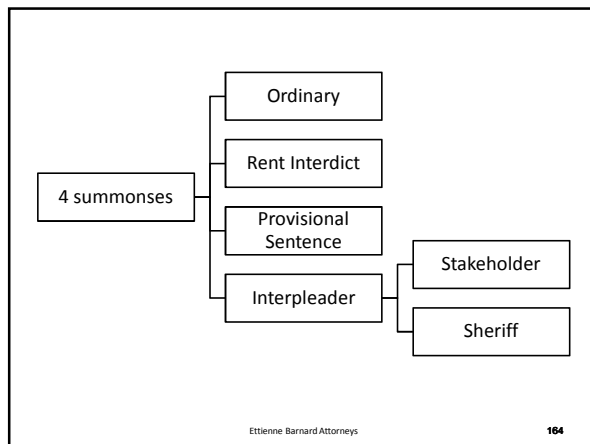 4 summonses
Ordinary
Rent Interdict
Provisional
Sentence
Interpleader
Stakeholder
Sheriff
Ettienne Barnard Attorneys
164